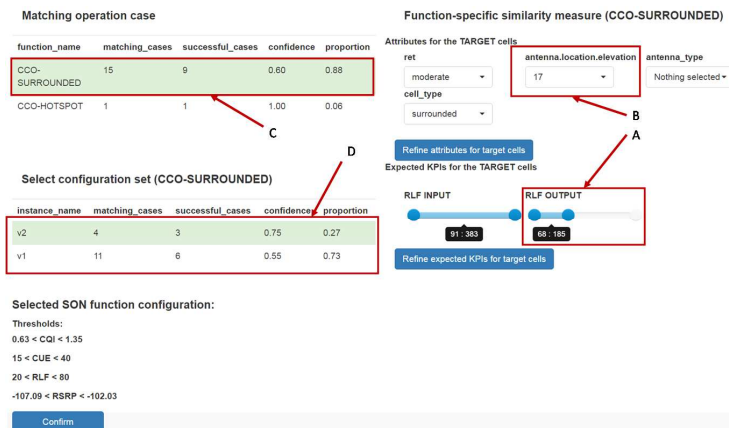 Matching operation case
function_name matching_cases successful_cases confidence proportion
CCO-SURROUNDED 15 9 0.60 0.88
CCO-HOTSPOT 1 1 1.00 0.06
C
D
Select configuration set (CCO-SURROUNDED)
instance_name matching_cases successful_cases confidence proportion
v2 4 3 0.75 0.27
v1 11 6 0.55 0.73
Selected SON function configuration:
Thresholds:
0.63 < CQI < 1.35
15 < CUE < 40
20 < RLF < 80
-107.09 < RSRP < -102.03
Confirm
Function-specific similarity measure (CCO-SURROUNDED)
Attributes for the TARGET cells
ret antenna.location.elevation antenna_type
moderate 17 Nothing selected
cell_type
surrounded
B
A
Refine attributes for target cells
Expected KPIs for the TARGET cells
RLF INPUT RLF OUTPUT
91 : 383 68 : 185
Refine expected KPIs for target cells